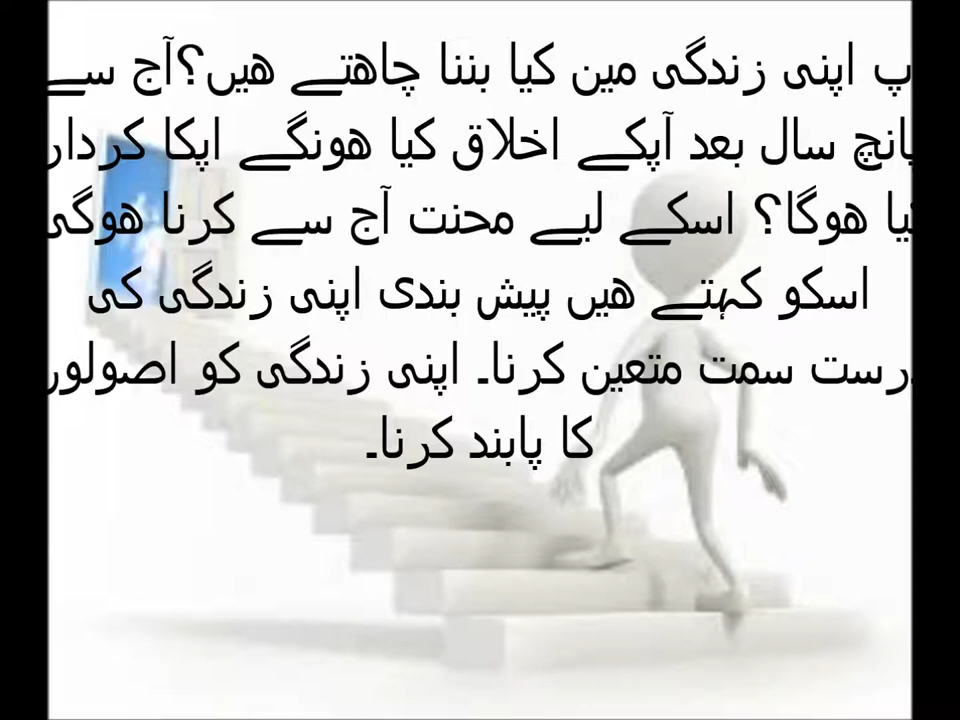 پ اپنی زندگی مین کیا بننا چاھتے ھیں؟ آج سے
پانچ سال بعد آپکے اخلاق کیا ھونگے اپکا کردار
کیا ھوگا؟ اسکے لیے محنت آج سے کرنا ھوگی
اسکو کہتے ھیں پیش بندی اپنی زندگی کی
درست سمت متعین کرنا۔ اپنی زندگی کو اصولوں
کا پابند کرنا۔